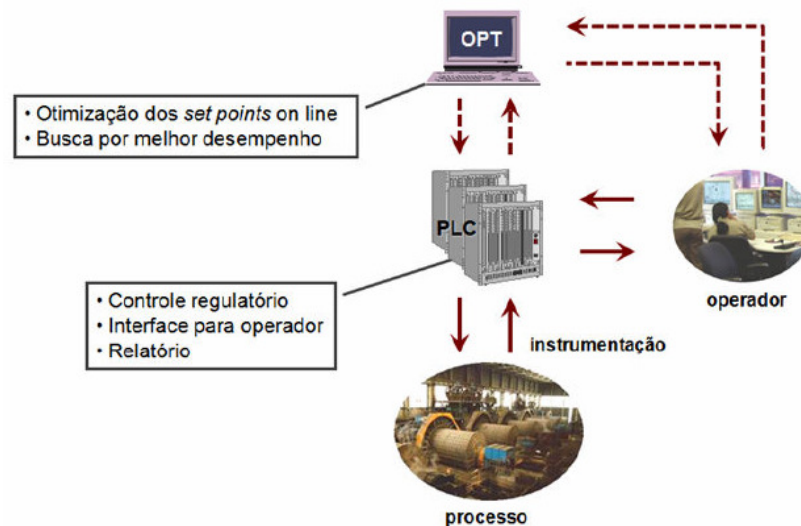 OPT
• Otimização dos set points on line
• Busca por melhor desempenho
PLC
• Controle regulatório
• Interface para operador
• Relatório
operador
instrumentação
processo